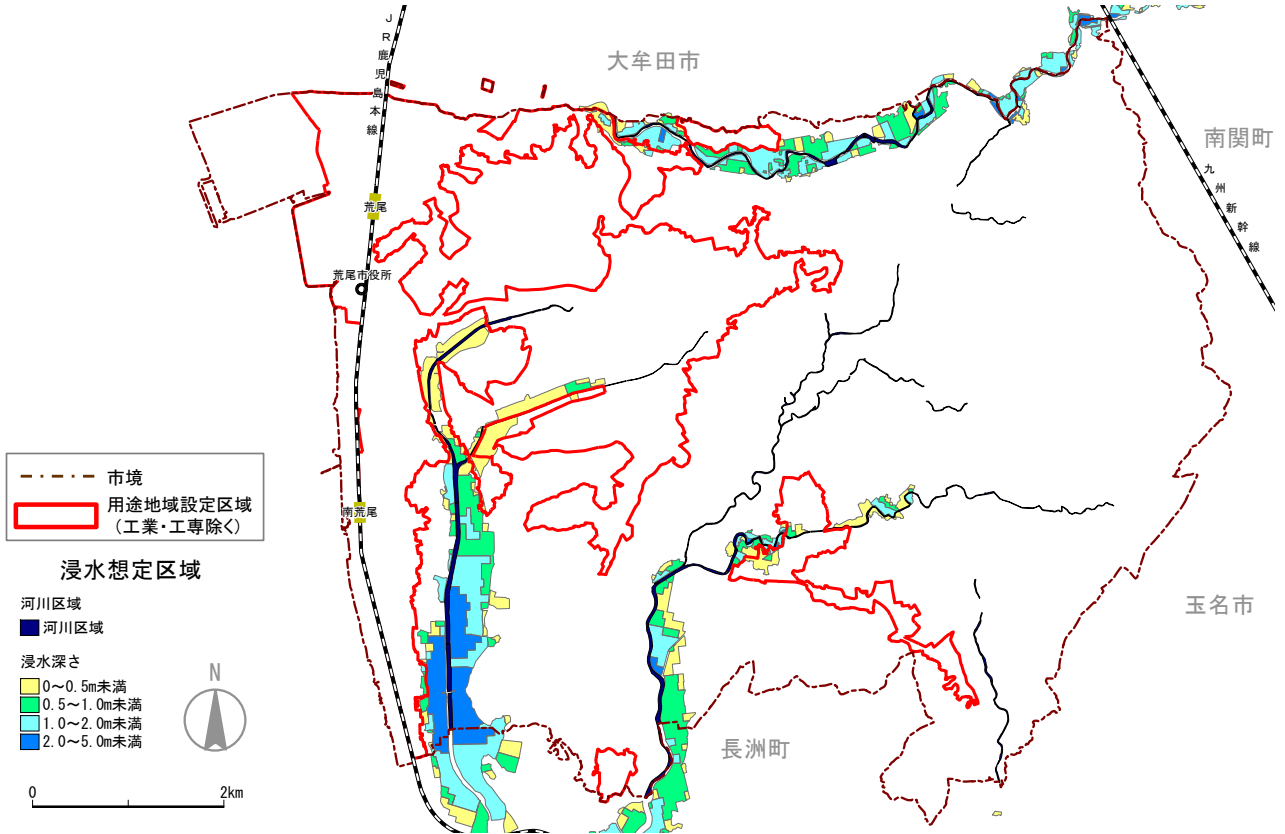 JR鹿児島本線
大牟田市
南関町
九州新幹線
荒尾
荒尾市役所
南荒尾
市境
用途地域設定区域
(工業・工専除く)
浸水想定区域
河川区域
河川区域
浸水深さ
0～0.5m未満
0.5～1.0m未満
1.0～2.0m未満
2.0～5.0m未満
N
0
2km
玉名市
長洲町